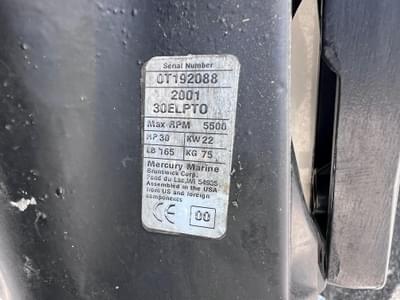 Serial Number
0T192088
2001
30ELPTO
Max RPM 5500
HP 30 KW 22
LB 165 KG 75
Mercury Marine
Brunswick Corp.
Fond du Lac, WI 54935
Assembled in the USA
from US and foreign
components
CE 00